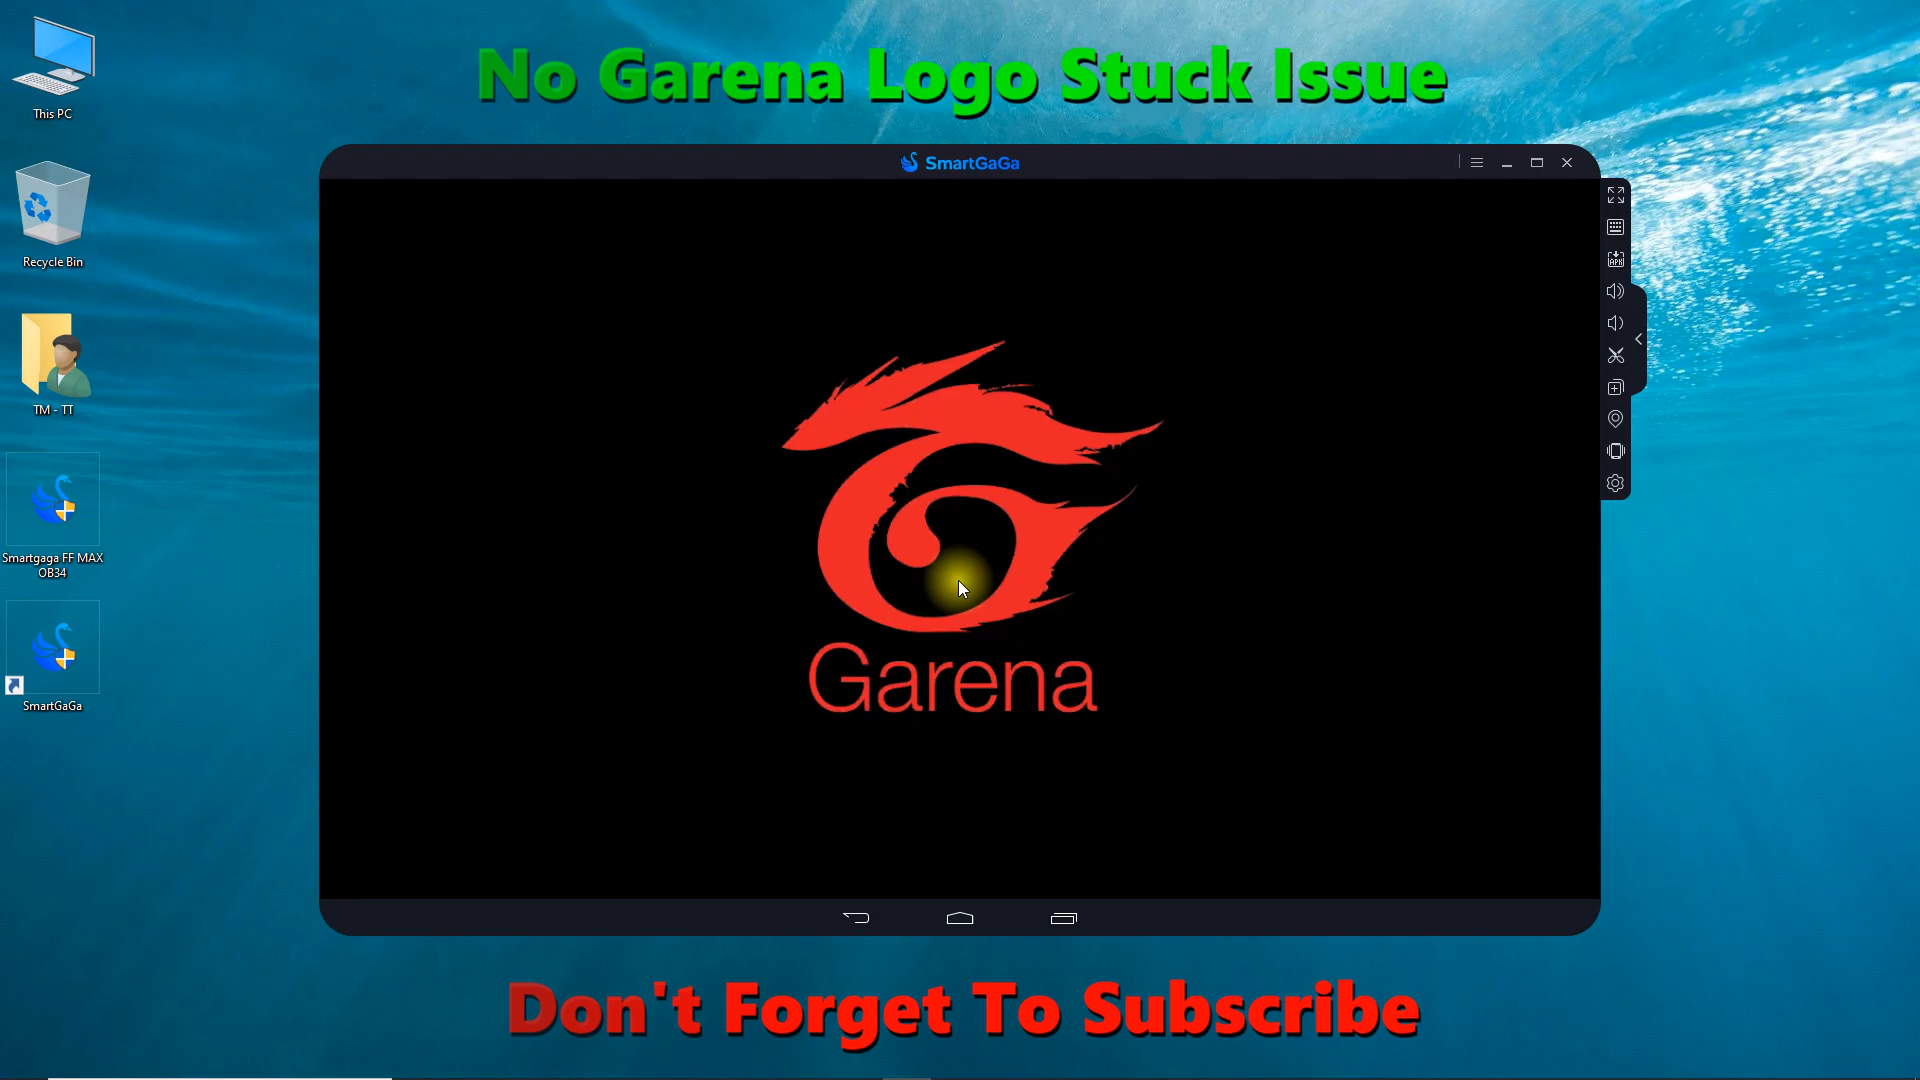 No Garena Logo Stuck Issue
This PC
Recycle Bin
TM - TT
Smartgaga FF MAX
OB34
SmartGaGa
SmartGaGa
APK
Garena
Don't Forget To Subscribe